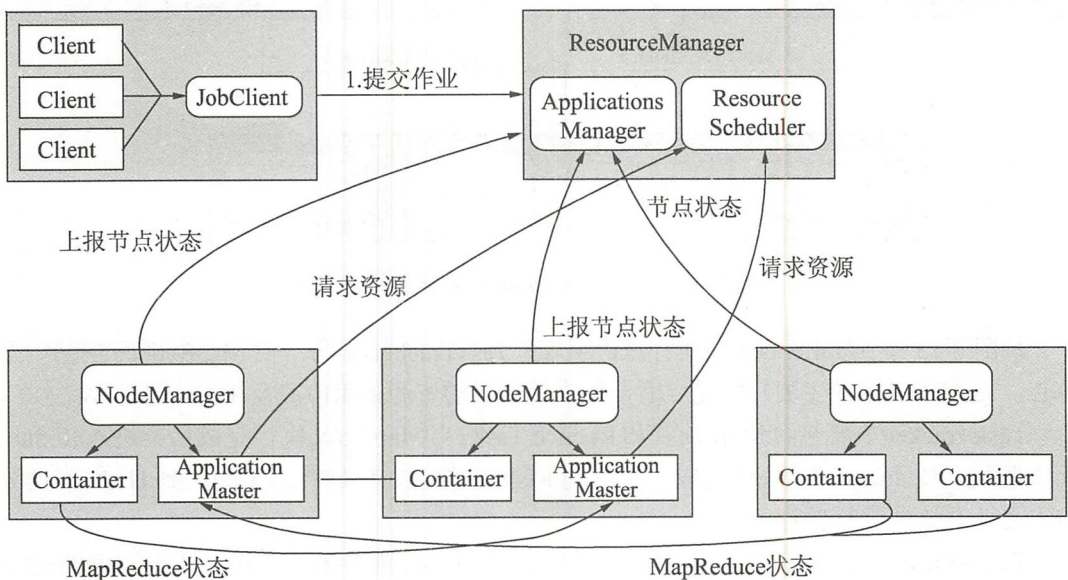 Client
Client
Client
JobClient
1.提交作业
ResourceManager
Applications
Manager
Resource
Scheduler
上报节点状态
请求资源
上报节点状态
节点状态
请求资源
NodeManager
Container
Application
Master
NodeManager
Container
Application
Master
NodeManager
Container
Container
MapReduce状态
MapReduce状态